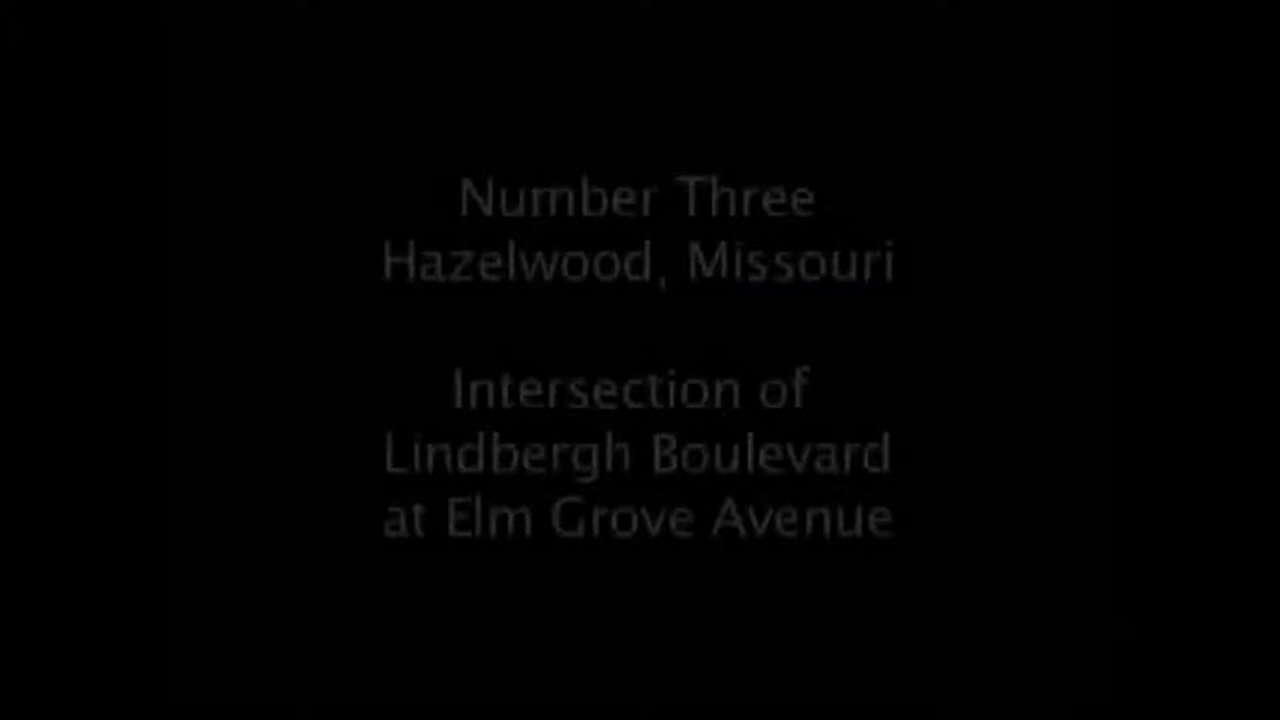 Number Three
Hazelwood, Missouri
Intersection of
Lindbergh Boulevard
at Elm Grove Avenue